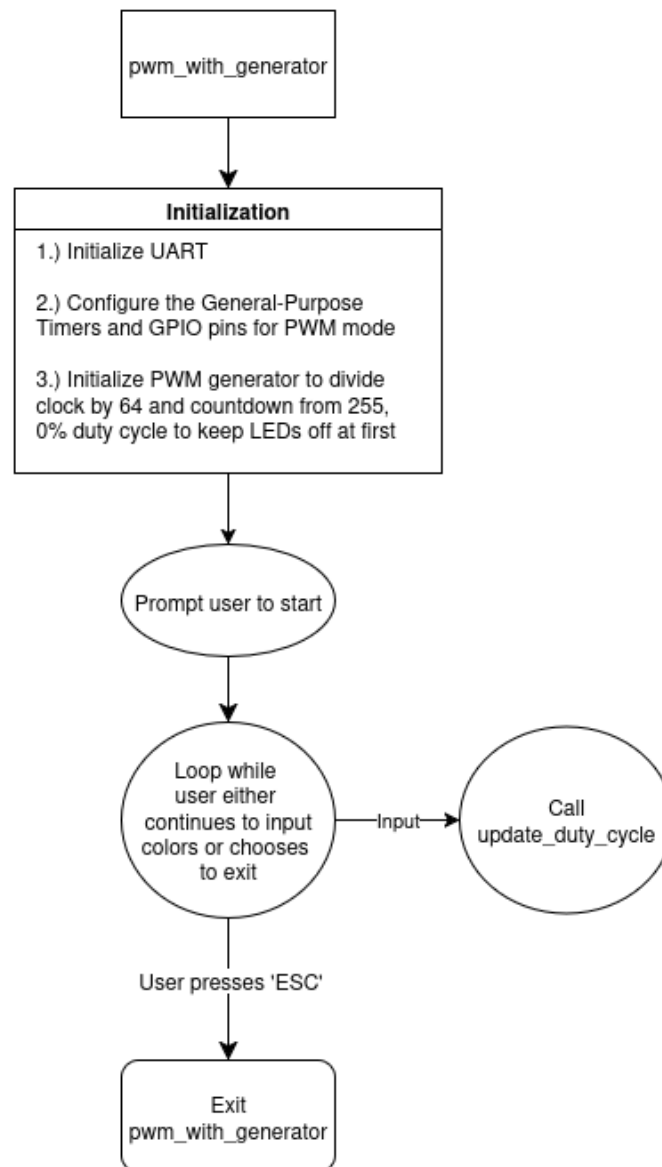 pwm_with_generator
Initialization
1.) Initialize UART
2.) Configure the General-Purpose
Timers and GPIO pins for PWM mode
3.) Initialize PWM generator to divide
clock by 64 and countdown from 255,
0% duty cycle to keep LEDs off at first
Prompt user to start
Loop while
user either
continues to input
colors or chooses
to exit
Input
Call
update_duty_cycle
User presses 'ESC'
Exit
pwm_with_generator